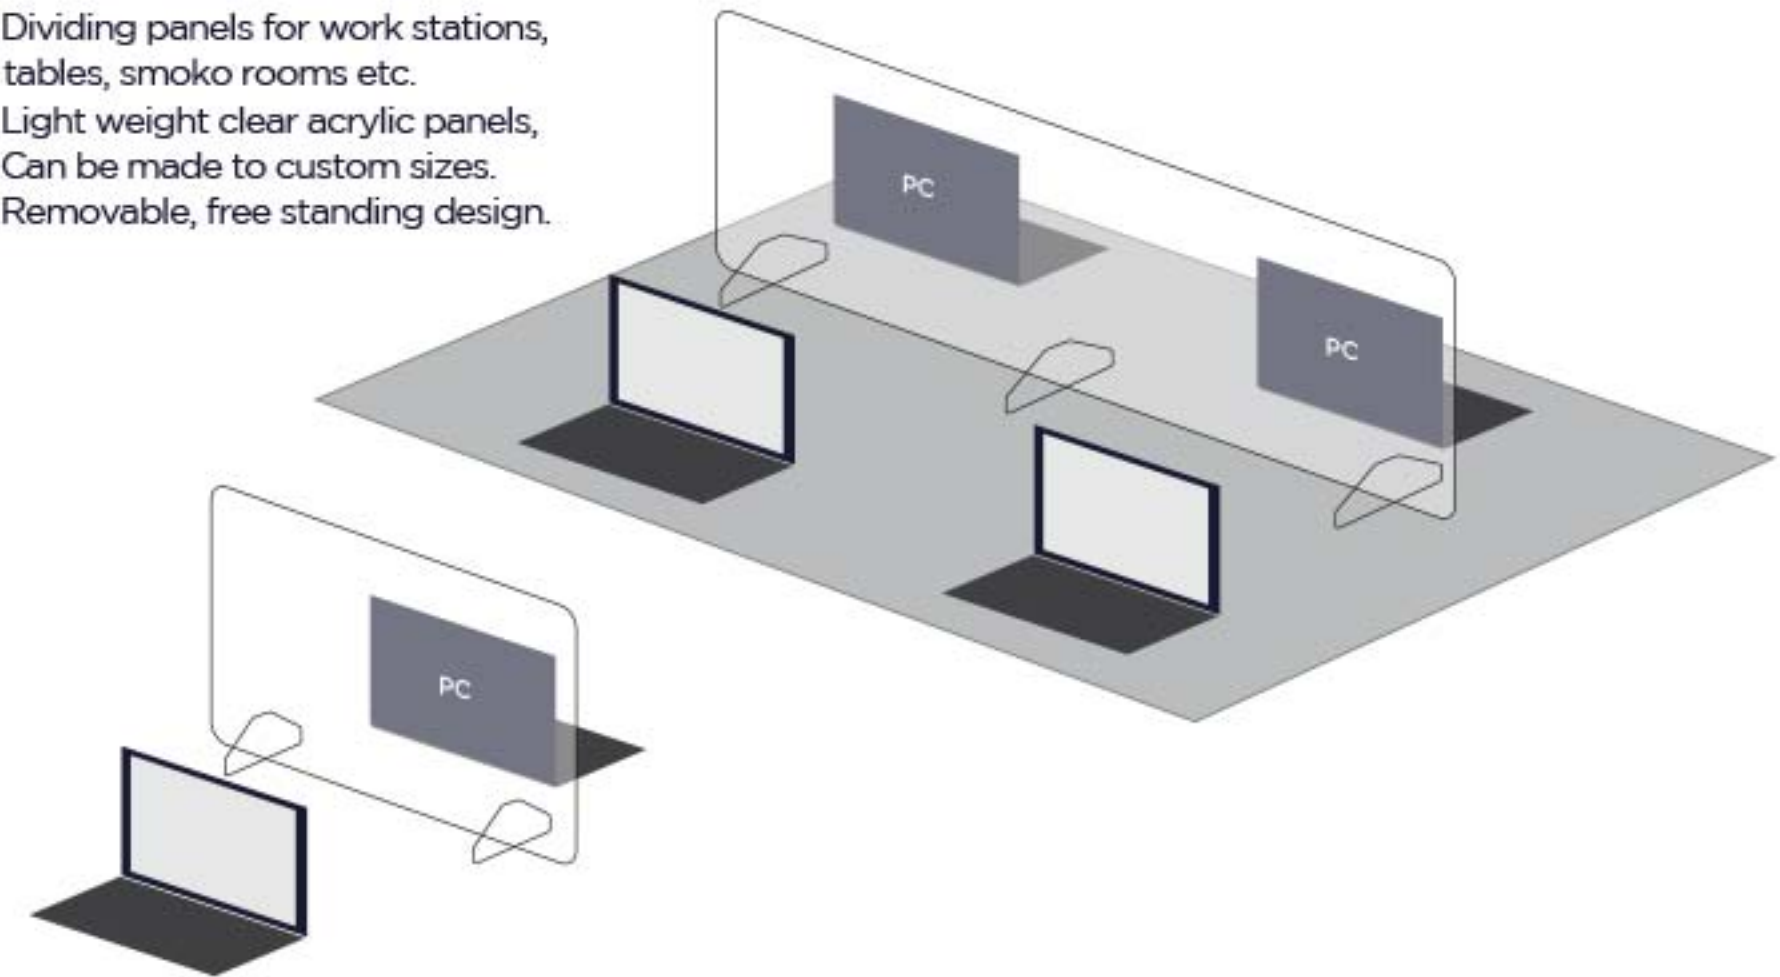 Dividing panels for work stations,
tables, smoko rooms etc.
Light weight clear acrylic panels,
Can be made to custom sizes.
Removable, free standing design.
PC
PC
PC